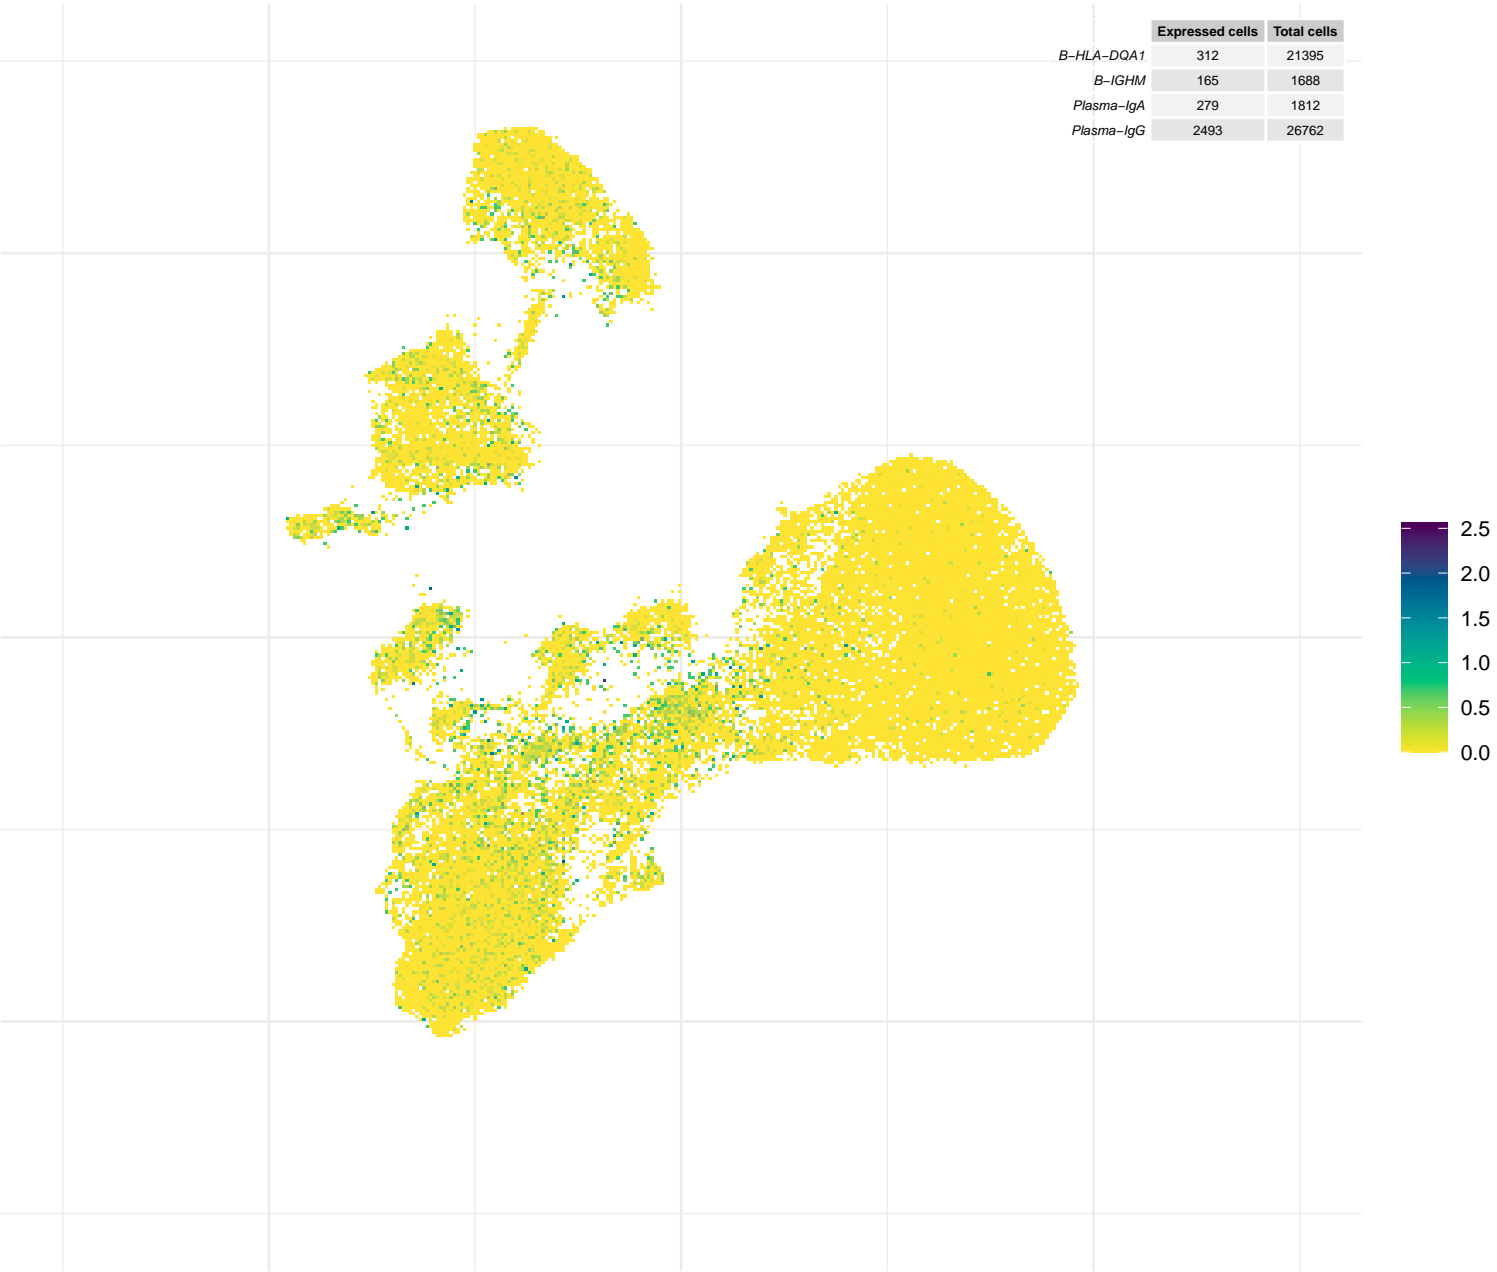 Expressed cells Total cells
B−HLA−DQA1 312 21395
B−IGHM 165 1688
Plasma−IgA 279 1812
Plasma−IgG 2493 26762
2.5
2.0
1.5
1.0
0.5
0.0